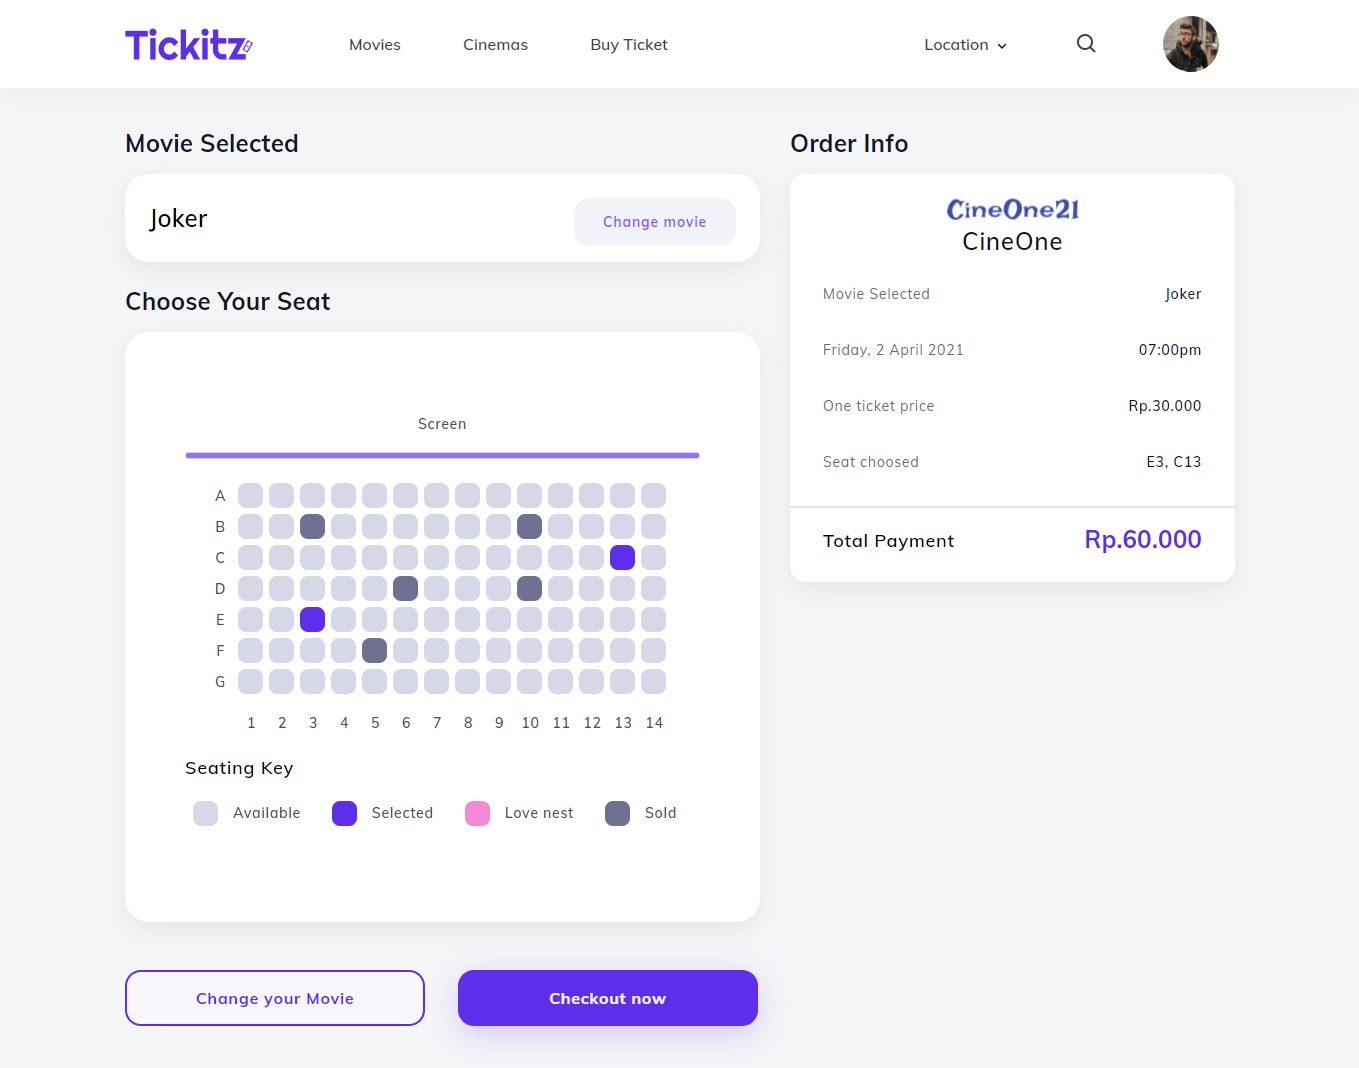 Tickitz
Movies
Cinemas
Buy Ticket
Location
Movie Selected
Joker
Change movie
Choose Your Seat
Screen
A
B
C
D
E
F
G
1 2 3 4 5 6 7 8 9 10 11 12 13 14
Seating Key
Available
Selected
Love nest
Sold
Change your Movie
Checkout now
Order Info
CineOne21
CineOne
Movie Selected Joker
Friday, 2 April 2021 07:00pm
One ticket price Rp.30.000
Seat choosed E3, C13
Total Payment Rp.60.000